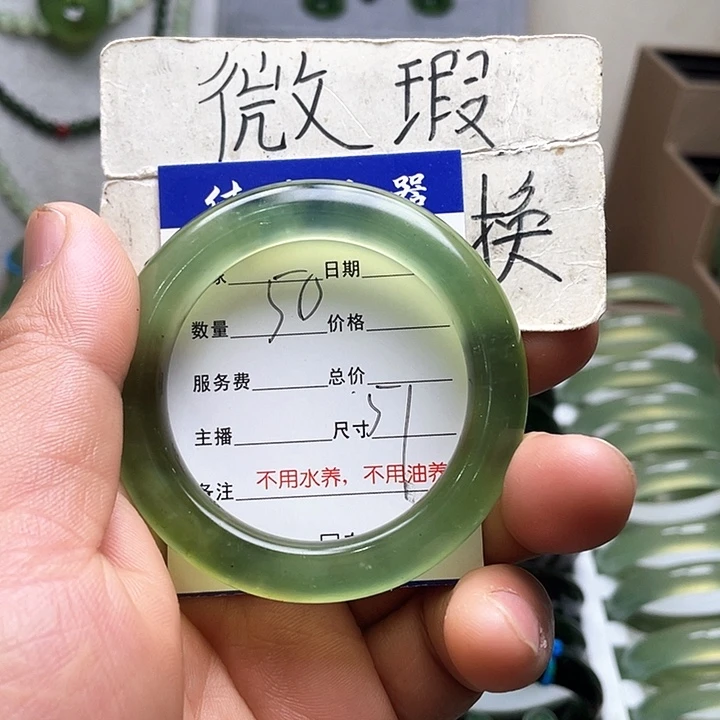 微瑕
换
器
日期
50
数量 价格
服务费 总价
57
主播 尺寸
备注 不用水养，不用油养